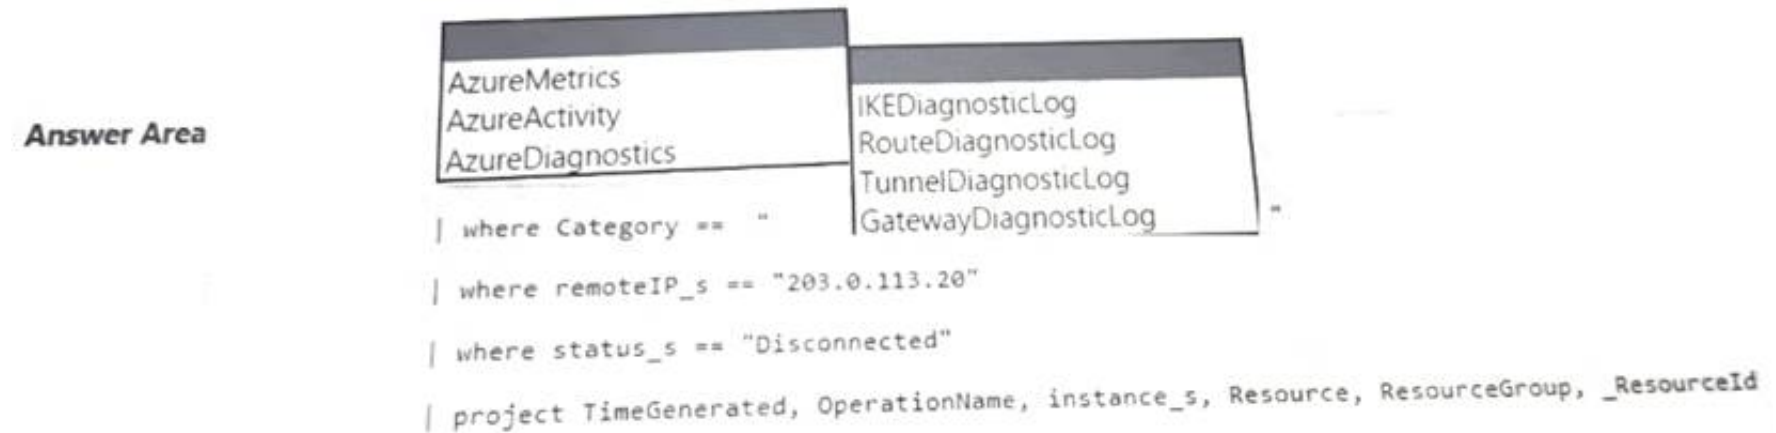 Answer Area
AzureMetrics
AzureActivity
AzureDiagnostics
IKEDiagnosticLog
RouteDiagnosticLog
TunnelDiagnosticLog
GatewayDiagnosticLog
| where Category == " "
| where remoteIP_s == "203.0.113.20"
| where status_s == "Disconnected"
| project TimeGenerated, OperationName, instance_s, Resource, ResourceGroup, _ResourceId